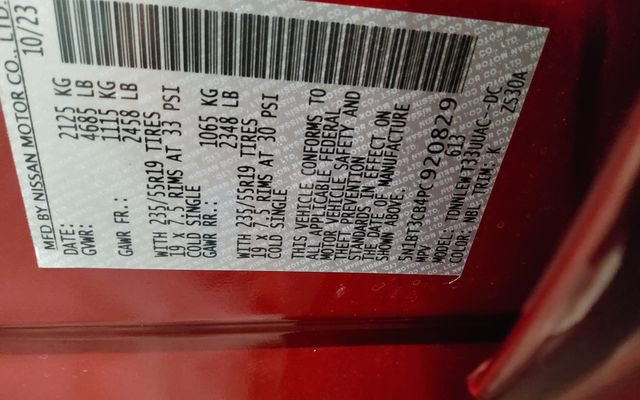 MFD BY NISSAN MOTOR CO., LTD.
DATE: 10/23
GVWR: 2125 KG
4685 LB
GAWR FR.: 1115 KG
2458 LB
WITH 235/55R19 TIRES
19 X 7.5 RIMS AT 33 PSI
COLD SINGLE
GAWR RR.: 1065 KG
2348 LB
WITH 235/55R19 TIRES
19 X 7.5 RIMS AT 30 PSI
COLD SINGLE
THIS VEHICLE CONFORMS TO
ALL APPLICABLE FEDERAL
MOTOR VEHICLE SAFETY AND
THEFT PREVENTION
STANDARDS IN EFFECT ON
THE DATE OF MANUFACTURE
SHOWN ABOVE.
5N1BT3CB4PC920829
MPV 613
MODEL: TDNNLEW T33UUAC-DC
COLOR: NBL TRIM: K ZS30A